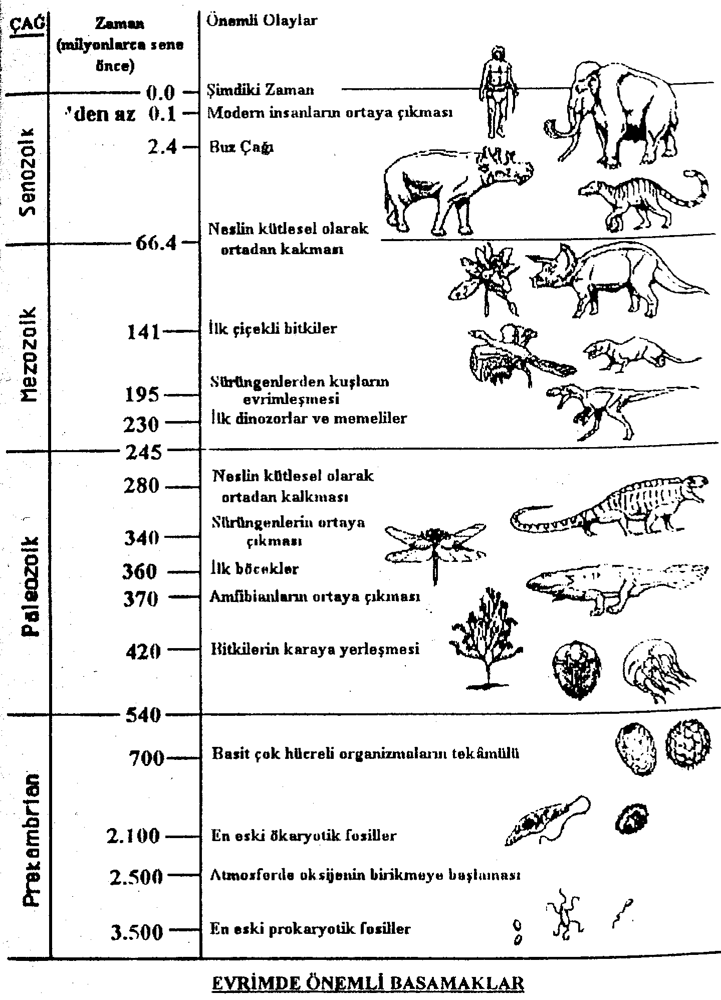 ÇAĞ
Zaman
(milyonlarca sene
önce)
Önemli Olaylar
0.0
Şimdiki Zaman
'den az 0.1
Modern insanların ortaya çıkması
Senozoik
2.4
Buz Çağı
66.4
Neslin kütlesel olarak
ortadan kakması
Mezozoik
141
İlk çiçekli bitkiler
195
Sürüngenlerden kuşların
evrimleşmesi
230
İlk dinozorlar ve memeliler
245
Paleozoik
280
Neslin kütlesel olarak
ortadan kalkması
340
Sürüngenlerin ortaya
çıkması
360
İlk böcekler
370
Amfibianların ortaya çıkması
420
Bitkilerin karaya yerleşmesi
540
Prekambrien
700
Basit çok hücreli organizmaların tekâmülü
2.100
En eski ökaryotik fosiller
2.500
Atmosferde oksijenin birikmeye başlaması
3.500
En eski prokaryotik fosiller
EVRİMDE ÖNEMLİ BASAMAKLAR